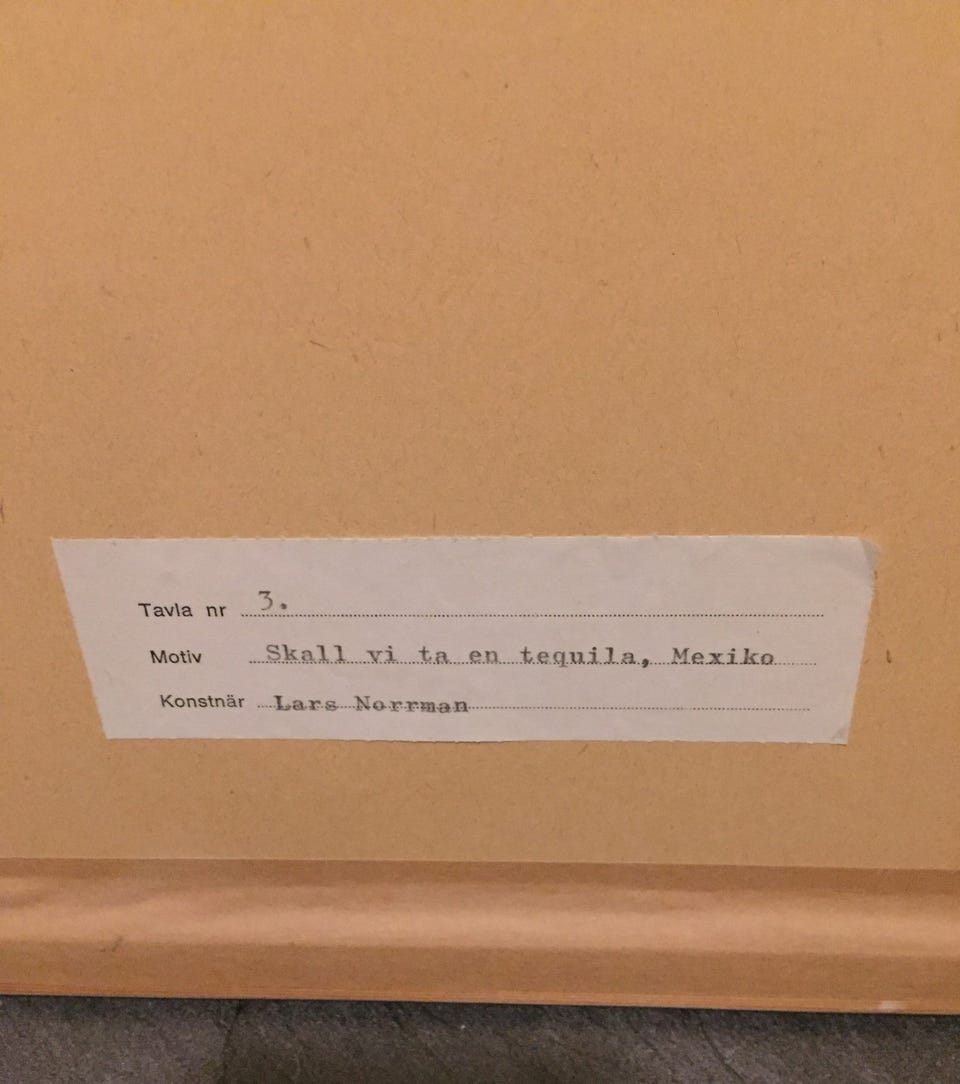 Tavla nr 3.
Motiv Skall vi ta en tequila, Mexiko
Konstnär Lars Norrman